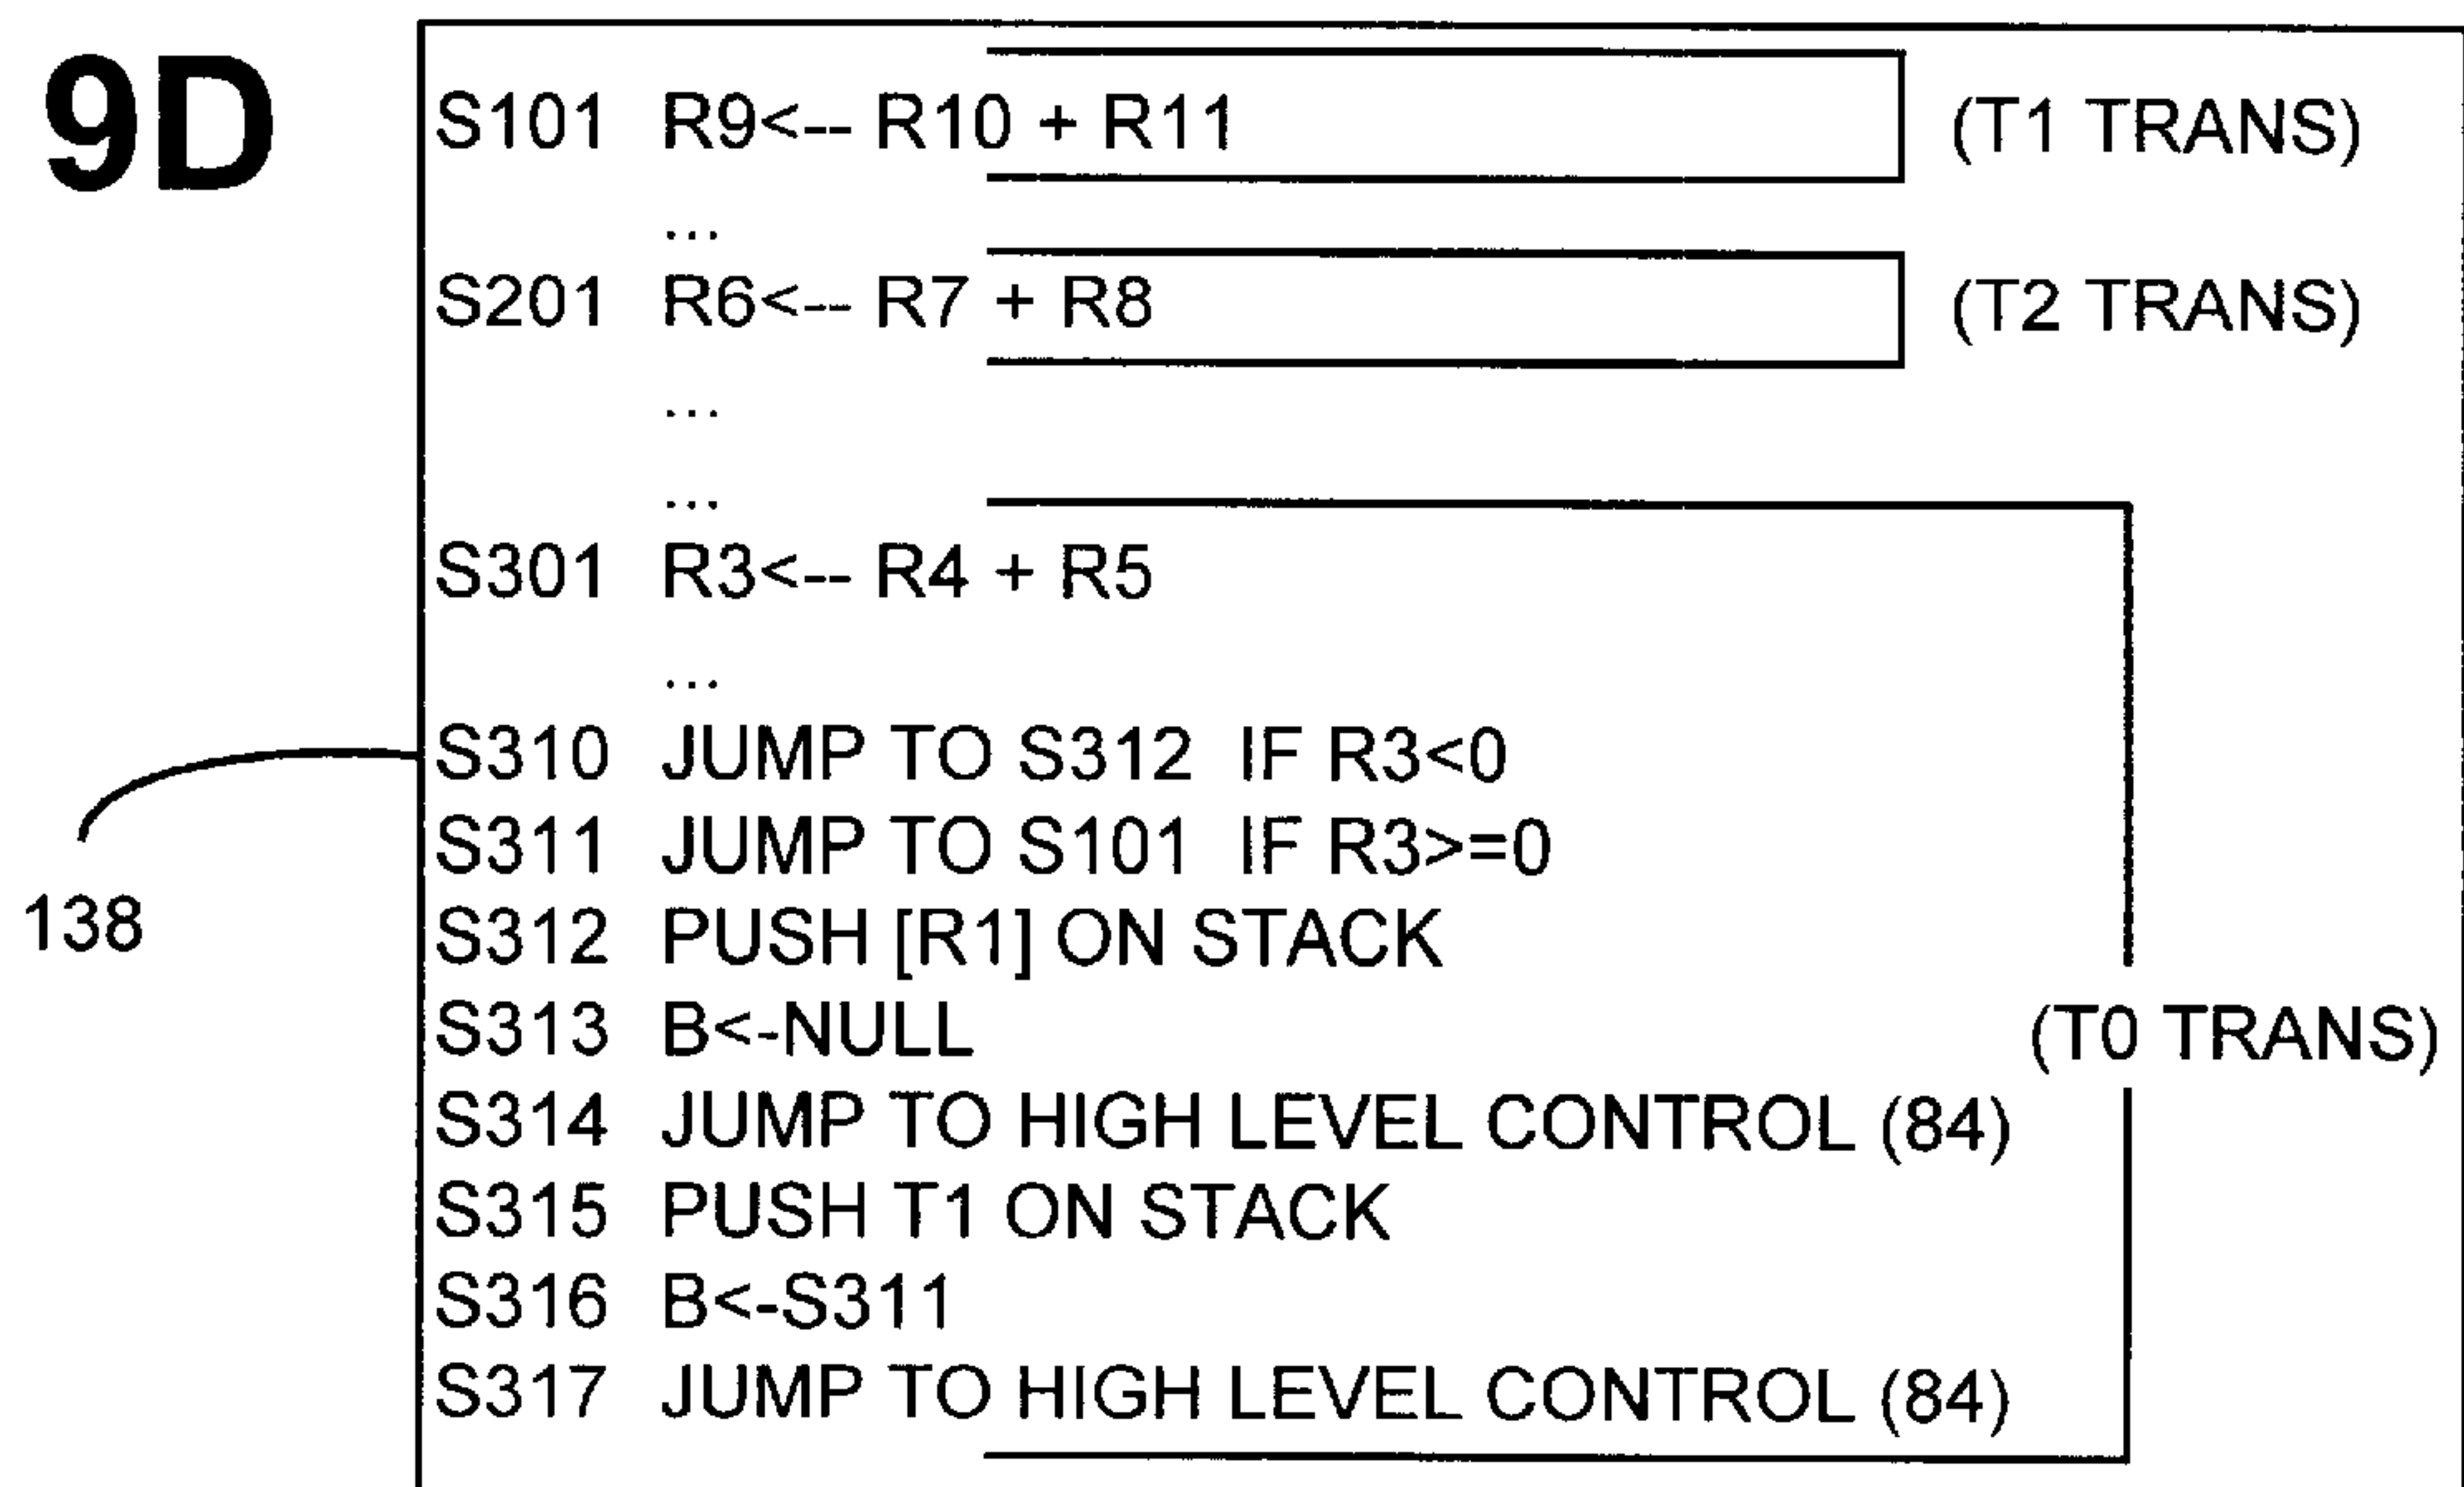 9D
S101 R9<-- R10 + R11 (T1 TRANS)
...
S201 R6<-- R7 + R8 (T2 TRANS)
...
...
S301 R3<-- R4 + R5
...
S310 JUMP TO S312 IF R3<0
S311 JUMP TO S101 IF R3>=0
138
S312 PUSH [R1] ON STACK
S313 B<-NULL (T0 TRANS)
S314 JUMP TO HIGH LEVEL CONTROL (84)
S315 PUSH T1 ON STACK
S316 B<-S311
S317 JUMP TO HIGH LEVEL CONTROL (84)